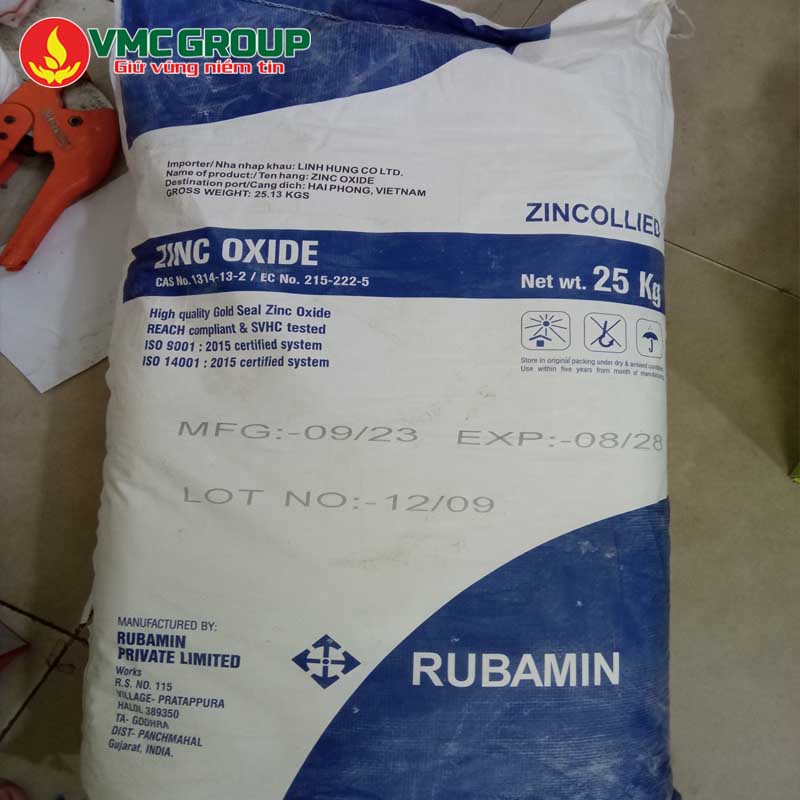 VMC GROUP
Giữ vững niềm tin
Importer/ Nha nhap khau: LINH HUNG CO LTD.
Name of product:/ Ten hang: ZINC OXIDE
Destination port/Cang dich: HAI PHONG, VIETNAM
GROSS WEIGHT: 25.13 KGS
ZINCOLLIED
ZINC OXIDE
CAS No. 1314-13-2 / EC No. 215-222-5
Net wt. 25 Kg
High quality Gold Seal Zinc Oxide
REACH compliant & SVHC tested
ISO 9001 : 2015 certified system
ISO 14001 : 2015 certified system
Store in original packing under dry & ambient
Use within five years from month of manufacturing
MFG:-09/23 EXP:-08/28
LOT NO:-12/09
MANUFACTURED BY:
RUBAMIN
PRIVATE LIMITED
Works
R.S. NO. 115
VILLAGE- PRATAPPURA
HALOL 389350
TA- GODHRA
DIST- PANCHMAHAL
Gujarat, INDIA.
RUBAMIN